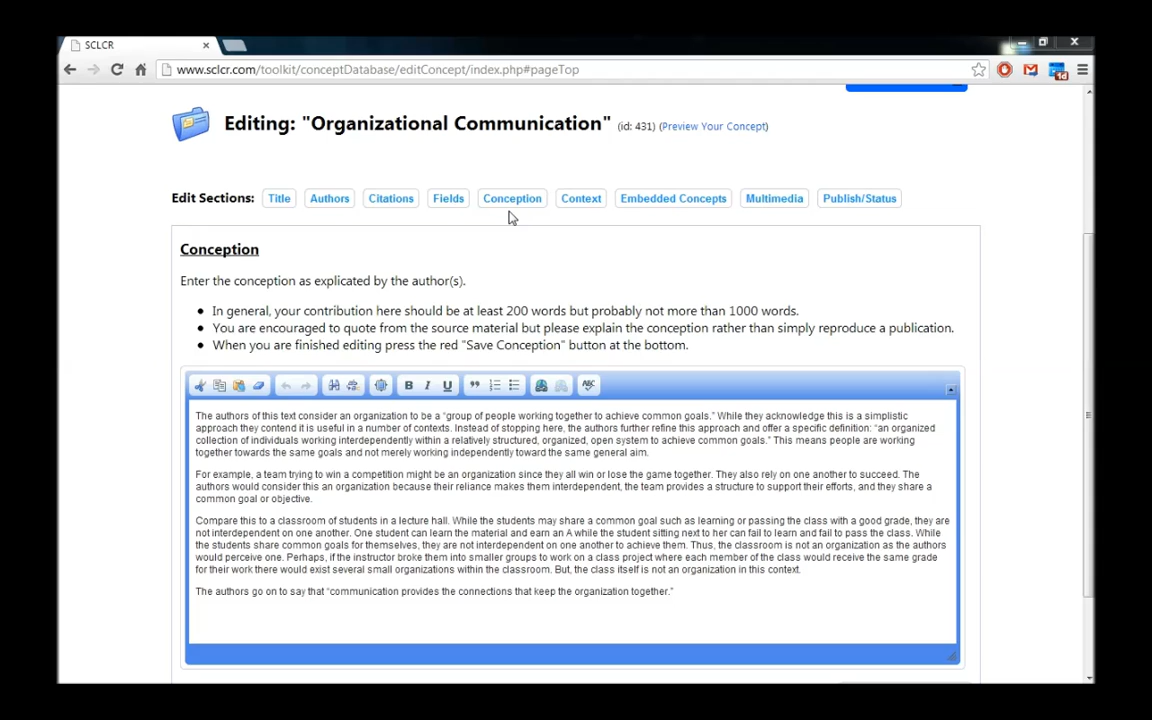 SCLCR
www.sclcr.com/toolkit/conceptDatabase/editConcept/index.php#pageTop
Editing: "Organizational Communication" (id: 431) (Preview Your Concept)
Edit Sections: Title Authors Citations Fields Conception Context Embedded Concepts Multimedia Publish/Status
Conception
Enter the conception as explicated by the author(s).
In general, your contribution here should be at least 200 words but probably not more than 1000 words.
You are encouraged to quote from the source material but please explain the conception rather than simply reproduce a publication.
When you are finished editing press the red "Save Conception" button at the bottom.
B I U ABC
The authors of this text consider an organization to be a “group of people working together to achieve common goals.” While they acknowledge this is a simplistic
approach they contend it is useful in a number of contexts. Instead of stopping here, the authors further refine this approach and offer a specific definition: “an organized
collection of individuals working interdependently within a relatively structured, organized, open system to achieve common goals.” This means people are working
together towards the same goals and not merely working independently toward the same general aim.
For example, a team trying to win a competition might be an organization since they all win or lose the game together. They also rely on one another to succeed. The
authors would consider this an organization because their reliance makes them interdependent, the team provides a structure to support their efforts, and they share a
common goal or objective.
Compare this to a classroom of students in a lecture hall. While the students may share a common goal such as learning or passing the class with a good grade, they are
not interdependent on one another. One student can learn the material and earn an A while the student sitting next to her can fail to learn and fail to pass the class. While
the students share common goals for themselves, they are not interdependent on one another to achieve them. Thus, the classroom is not an organization as the authors
would perceive one. Perhaps, if the instructor broke them into smaller groups to work on a class project where each member of the class would receive the same grade
for their work there would exist several small organizations within the classroom. But, the class itself is not an organization in this context.
The authors go on to say that “communication provides the connections that keep the organization together.”